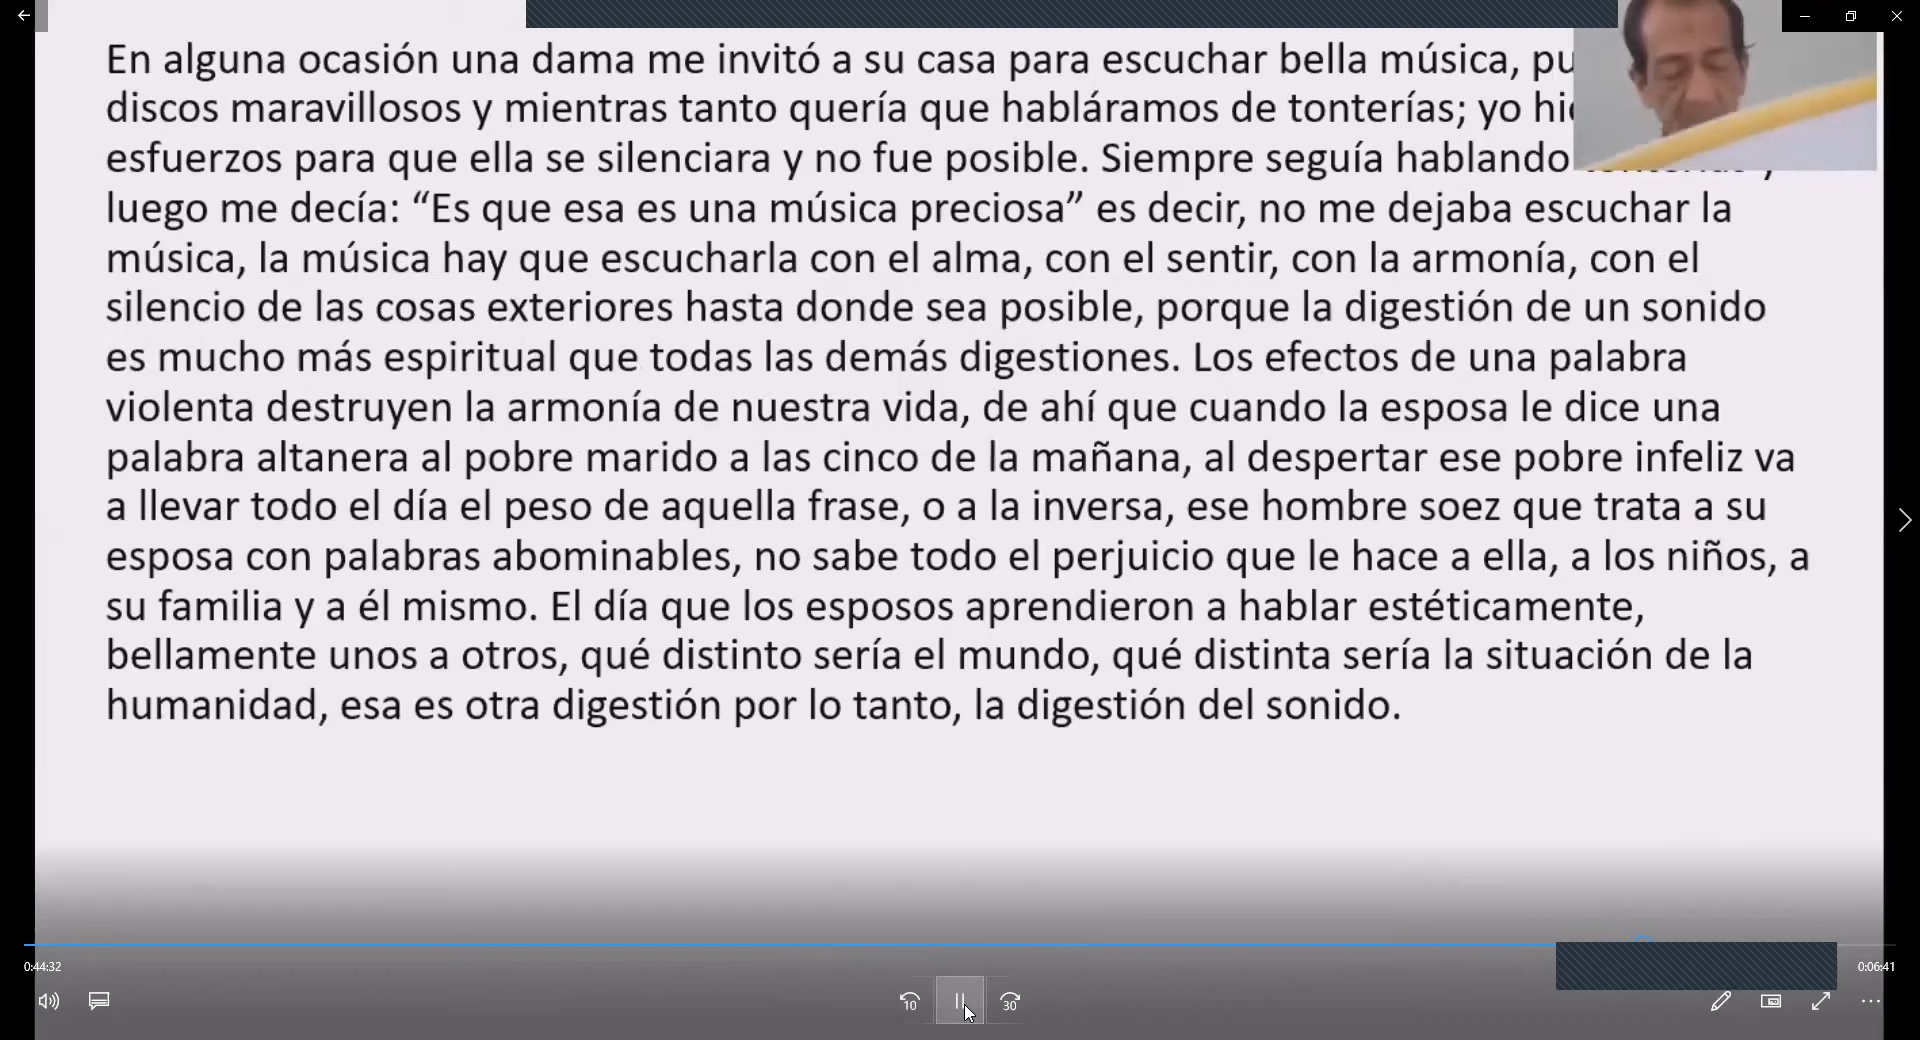 En alguna ocasión una dama me invitó a su casa para escuchar bella música,
discos maravillosos y mientras tanto quería que habláramos de tonterías; yo
esfuerzos para que ella se silenciara y no fue posible. Siempre seguía hablando
luego me decía: “Es que esa es una música preciosa” es decir, no me dejaba escuchar la
música, la música hay que escucharla con el alma, con el sentir, con la armonía, con el
silencio de las cosas exteriores hasta donde sea posible, porque la digestión de un sonido
es mucho más espiritual que todas las demás digestiones. Los efectos de una palabra
violenta destruyen la armonía de nuestra vida, de ahí que cuando la esposa le dice una
palabra altanera al pobre marido a las cinco de la mañana, al despertar ese pobre infeliz va
a llevar todo el día el peso de aquella frase, o a la inversa, ese hombre soez que trata a su
esposa con palabras abominables, no sabe todo el perjuicio que le hace a ella, a los niños, a
su familia y a él mismo. El día que los esposos aprendieron a hablar estéticamente,
bellamente unos a otros, qué distinto sería el mundo, qué distinta sería la situación de la
humanidad, esa es otra digestión por lo tanto, la digestión del sonido.
0:44:32
0:06:41
10
30